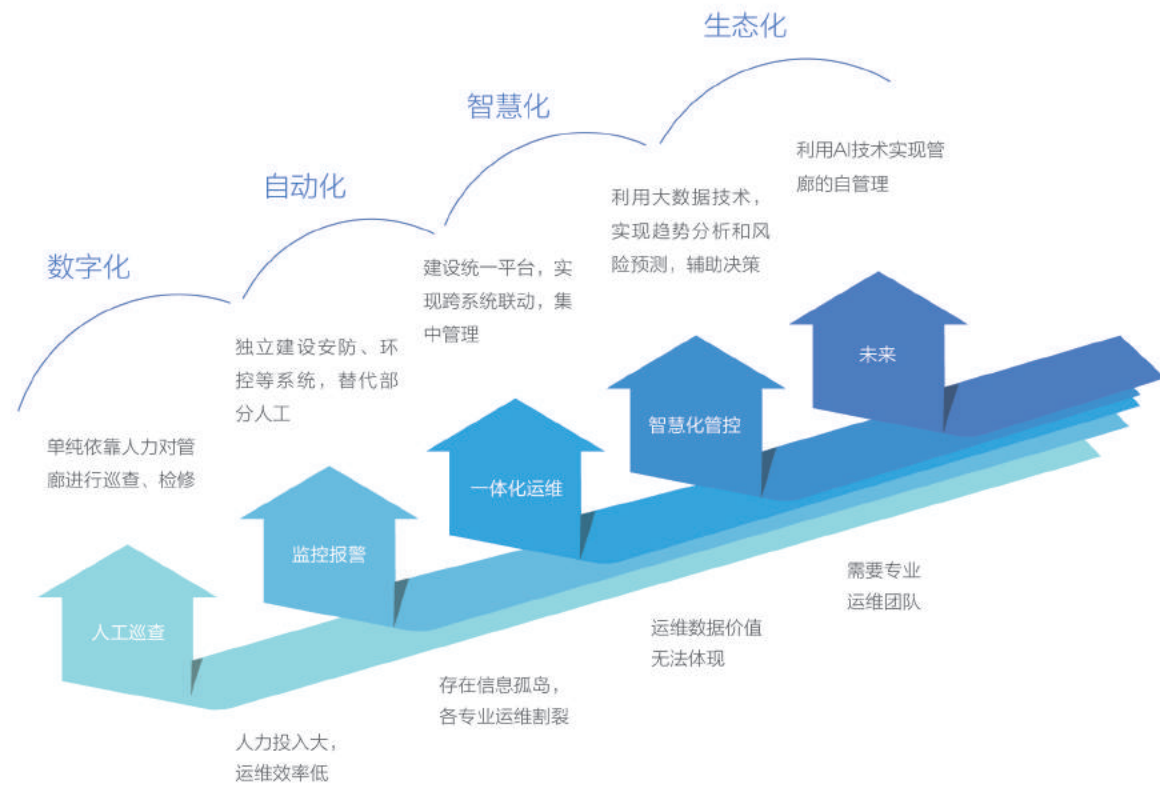 生态化
智慧化
自动化
数字化
利用AI技术实现管
廊的自管理
利用大数据技术，
实现趋势分析和风
险预测，辅助决策
建设统一平台，实
现跨系统联动，集
中管理
独立建设安防、环
控等系统，替代部
分人工
单纯依靠人力对管
廊进行巡查、检修
未来
智慧化管控
一体化运维
监控报警
人工巡查
需要专业
运维团队
运维数据价值
无法体现
存在信息孤岛，
各专业运维割裂
人力投入大，
运维效率低